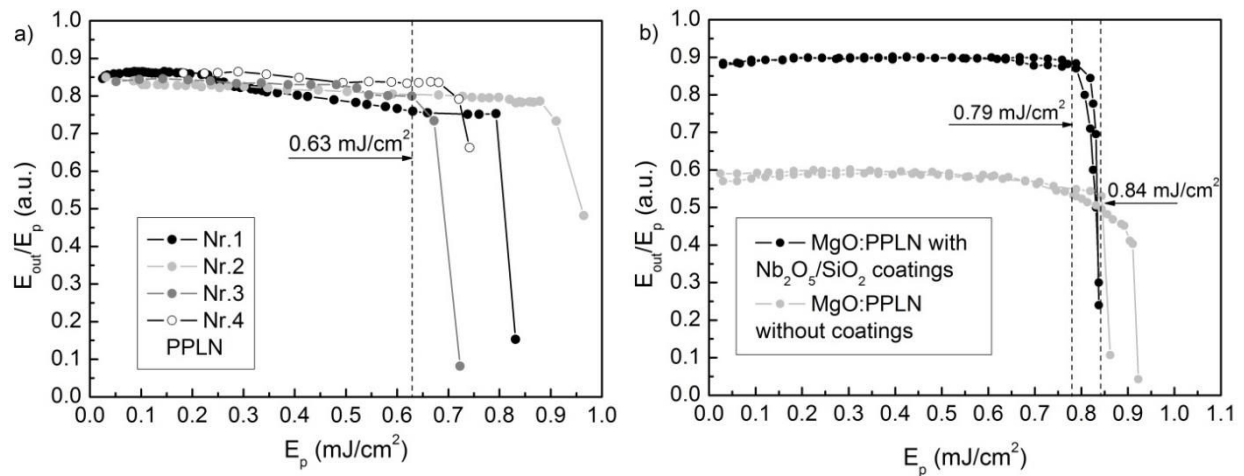 a)
1.0
0.9
0.8
0.7
0.6
0.5
0.4
0.3
0.2
0.1
0.0
E_out/E_p (a.u.)
0.63 mJ/cm²
Nr.1
Nr.2
Nr.3
Nr.4
PPLN
0.0 0.1 0.2 0.3 0.4 0.5 0.6 0.7 0.8 0.9 1.0
E_p (mJ/cm²)
b)
1.0
0.9
0.8
0.7
0.6
0.5
0.4
0.3
0.2
0.1
0.0
E_out/E_p (a.u.)
0.79 mJ/cm²
0.84 mJ/cm²
MgO:PPLN with
Nb₂O₅/SiO₂ coatings
MgO:PPLN
without coatings
0.0 0.1 0.2 0.3 0.4 0.5 0.6 0.7 0.8 0.9 1.0 1.1
E_p (mJ/cm²)